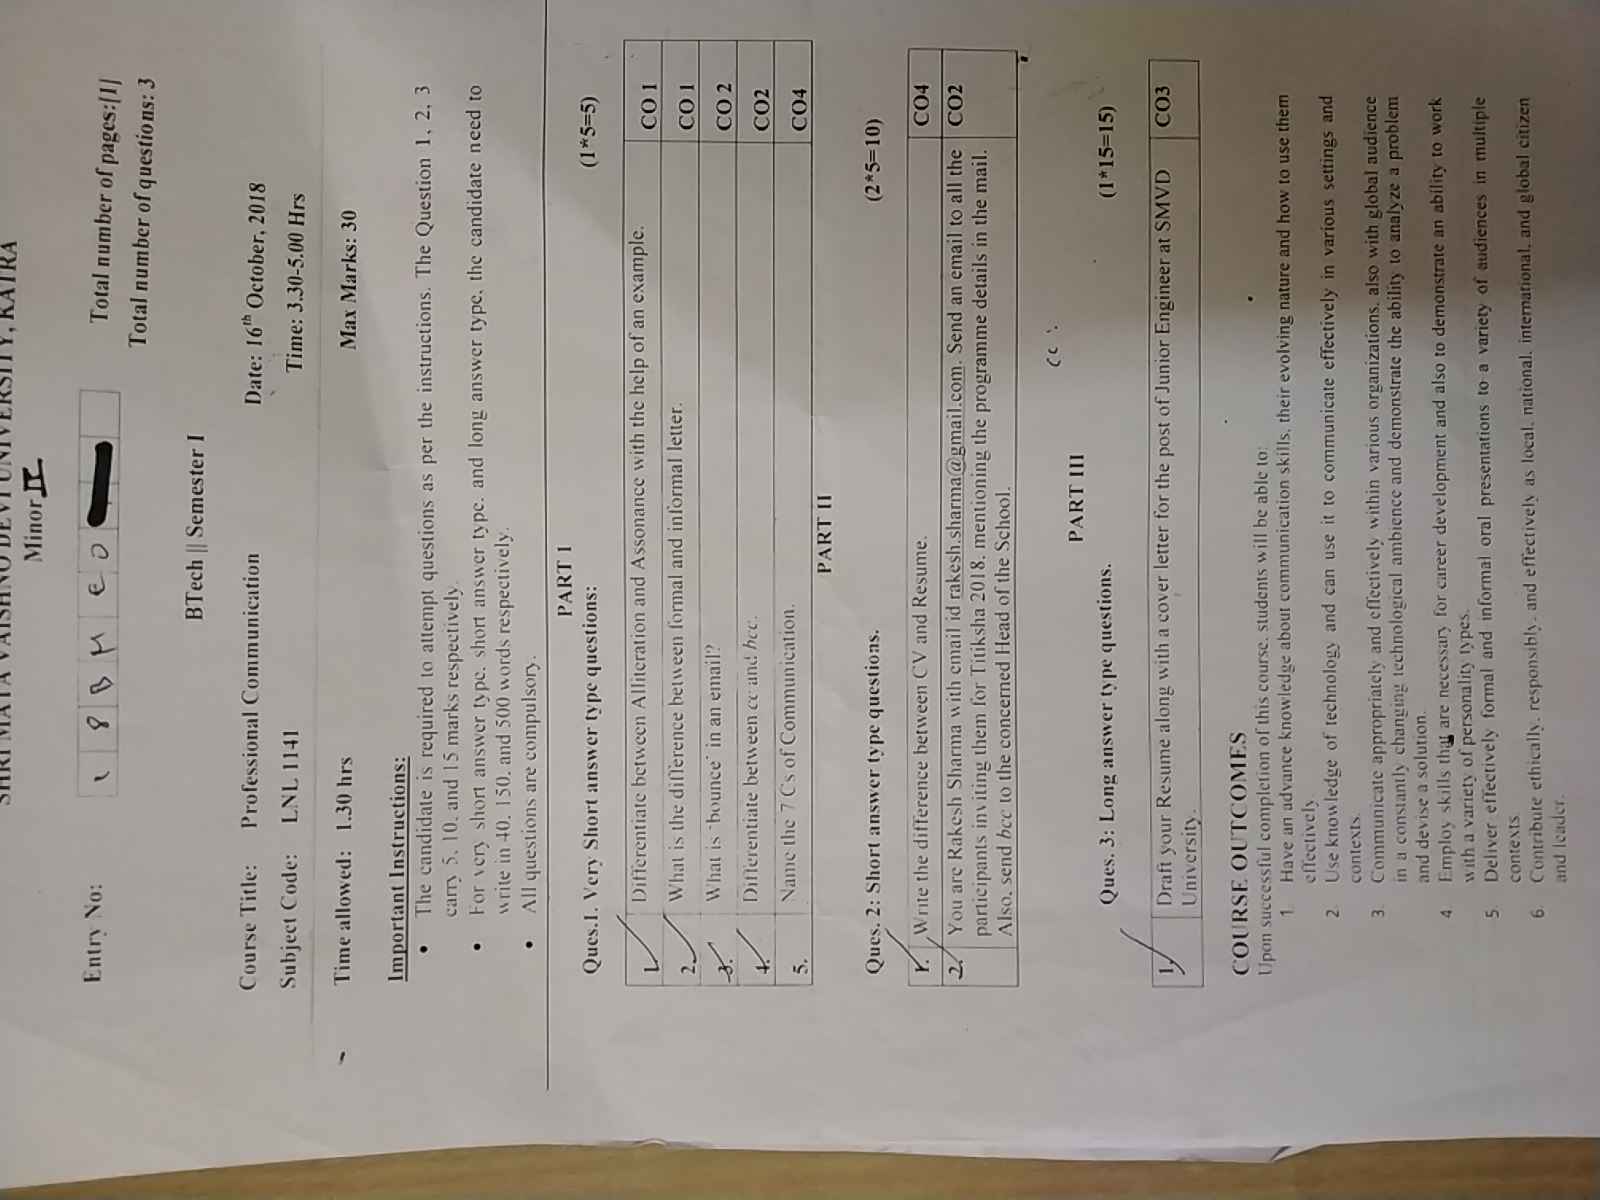 SHRI MATA VAISHNO DEVI UNIVERSITY, KATRA
Minor II
Entry No: 1 8 B M E 0
Total number of pages:[1]
Total number of questions: 3
BTech || Semester I
Course Title: Professional Communication Date: 16th October, 2018
Subject Code: LNL 1141 Time: 3.30-5.00 Hrs
Time allowed: 1.30 hrs Max Marks: 30
Important Instructions:
• The candidate is required to attempt questions as per the instructions. The Question 1, 2, 3
carry 5, 10, and 15 marks respectively.
• For very short answer type, short answer type, and long answer type, the candidate need to
write in 40, 150, and 500 words respectively.
• All questions are compulsory.
PART I
Ques.1. Very Short answer type questions: (1*5=5)
1. Differentiate between Alliteration and Assonance with the help of an example. CO 1
2. What is the difference between formal and informal letter. CO 1
3. What is 'bounce' in an email? CO 2
4. Differentiate between cc and bcc. CO2
5. Name the 7 Cs of Communication. CO4
PART II
Ques. 2: Short answer type questions. (2*5=10)
1. Write the difference between CV and Resume. CO4
2. You are Rakesh Sharma with email id rakesh.sharma@gmail.com. Send an email to all the CO2
participants inviting them for Titiksha 2018, mentioning the programme details in the mail.
Also, send bcc to the concerned Head of the School.
cc :
PART III
Ques. 3: Long answer type questions. (1*15=15)
1. Draft your Resume along with a cover letter for the post of Junior Engineer at SMVD CO3
University.
COURSE OUTCOMES
Upon successful completion of this course, students will be able to:
1. Have an advance knowledge about communication skills, their evolving nature and how to use them
effectively.
2. Use knowledge of technology and can use it to communicate effectively in various settings and
contexts.
3. Communicate appropriately and effectively within various organizations, also with global audience
in a constantly changing technological ambience and demonstrate the ability to analyze a problem
and devise a solution.
4. Employ skills that are necessary for career development and also to demonstrate an ability to work
with a variety of personality types.
5. Deliver effectively formal and informal oral presentations to a variety of audiences in multiple
contexts.
6. Contribute ethically, responsibly, and effectively as local, national, international, and global citizen
and leader.